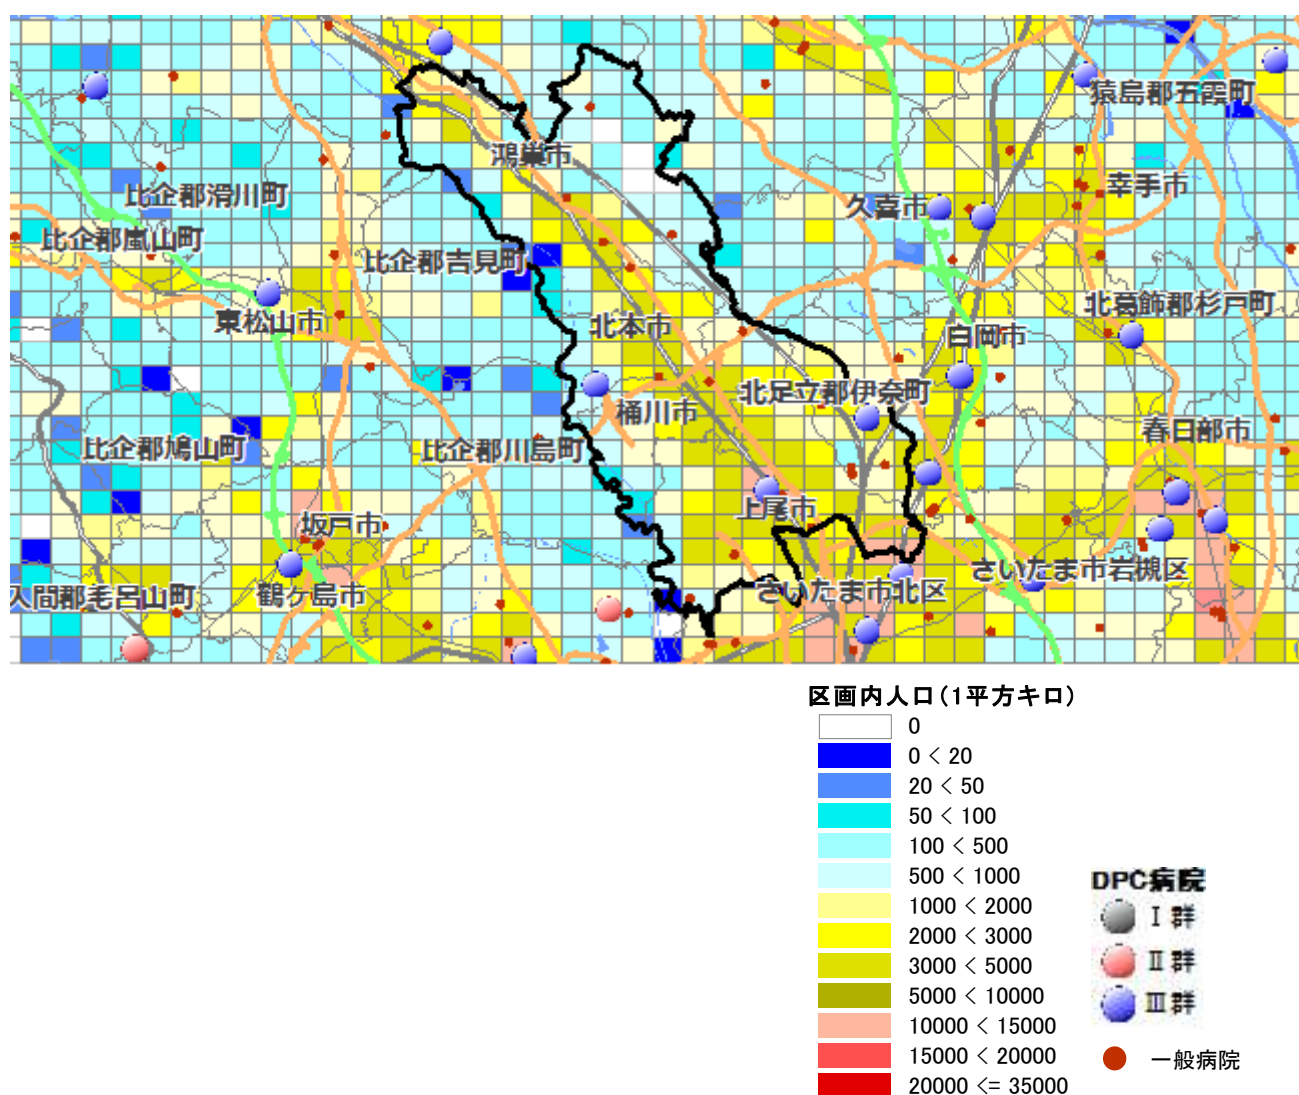 猿島郡五霞町
鴻巣市
幸手市
比企郡滑川町
久喜市
比企郡嵐山町
比企郡吉見町
北葛飾郡杉戸町
東松山市
北本市
白岡市
北足立郡伊奈町
桶川市
春日部市
比企郡鳩山町
比企郡川島町
上尾市
坂戸市
さいたま市岩槻区
さいたま市北区
入間郡毛呂山町
鶴ヶ島市
区画内人口(1平方キロ)
0
0 < 20
20 < 50
50 < 100
100 < 500
500 < 1000
1000 < 2000
2000 < 3000
3000 < 5000
5000 < 10000
10000 < 15000
15000 < 20000
20000 <= 35000
DPC病院
Ⅰ群
Ⅱ群
Ⅲ群
一般病院